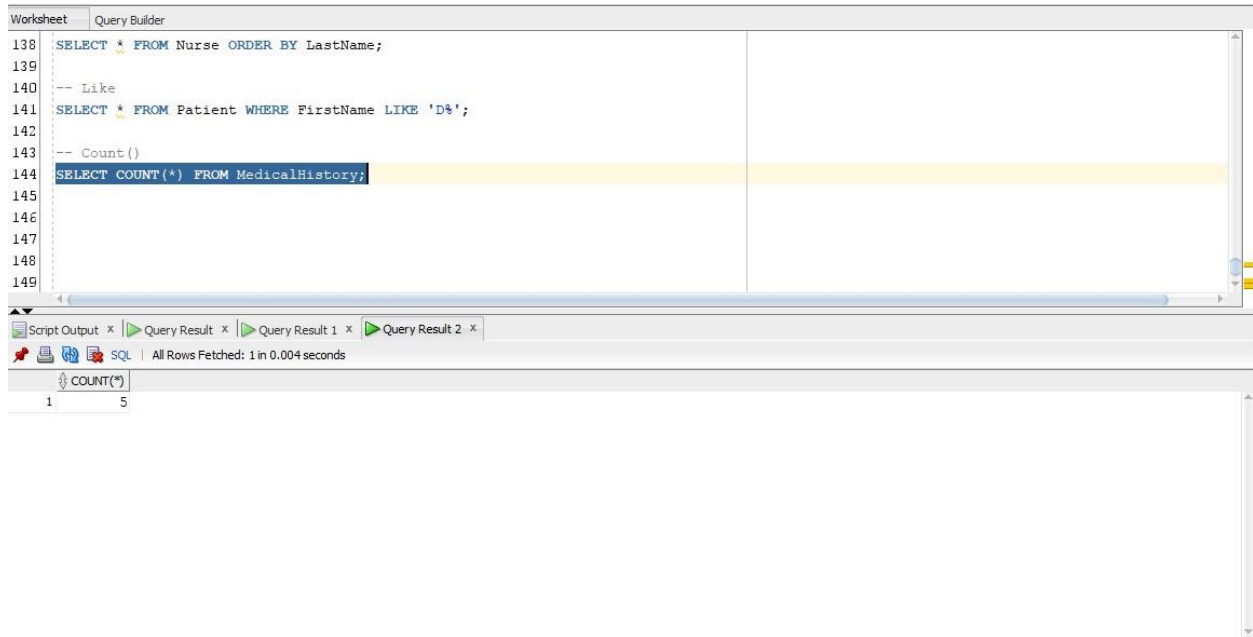 Worksheet Query Builder
138 SELECT * FROM Nurse ORDER BY LastName;
139
140 -- Like
141 SELECT * FROM Patient WHERE FirstName LIKE 'D%';
142
143 -- Count()
144 SELECT COUNT(*) FROM MedicalHistory;
145
146
147
148
149
Script Output x Query Result x Query Result 1 x Query Result 2 x
SQL | All Rows Fetched: 1 in 0.004 seconds
COUNT(*)
1 5